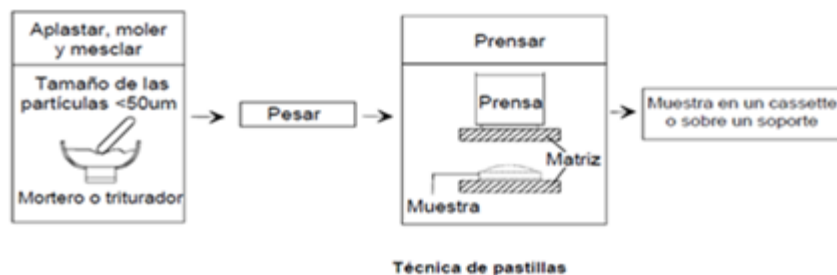 Aplastar, moler
y mesclar
Tamaño de las
partículas <50um
Mortero o triturador
Pesar
Prensar
Prensa
Matriz
Muestra
Muestra en un cassette
o sobre un soporte
Técnica de pastillas